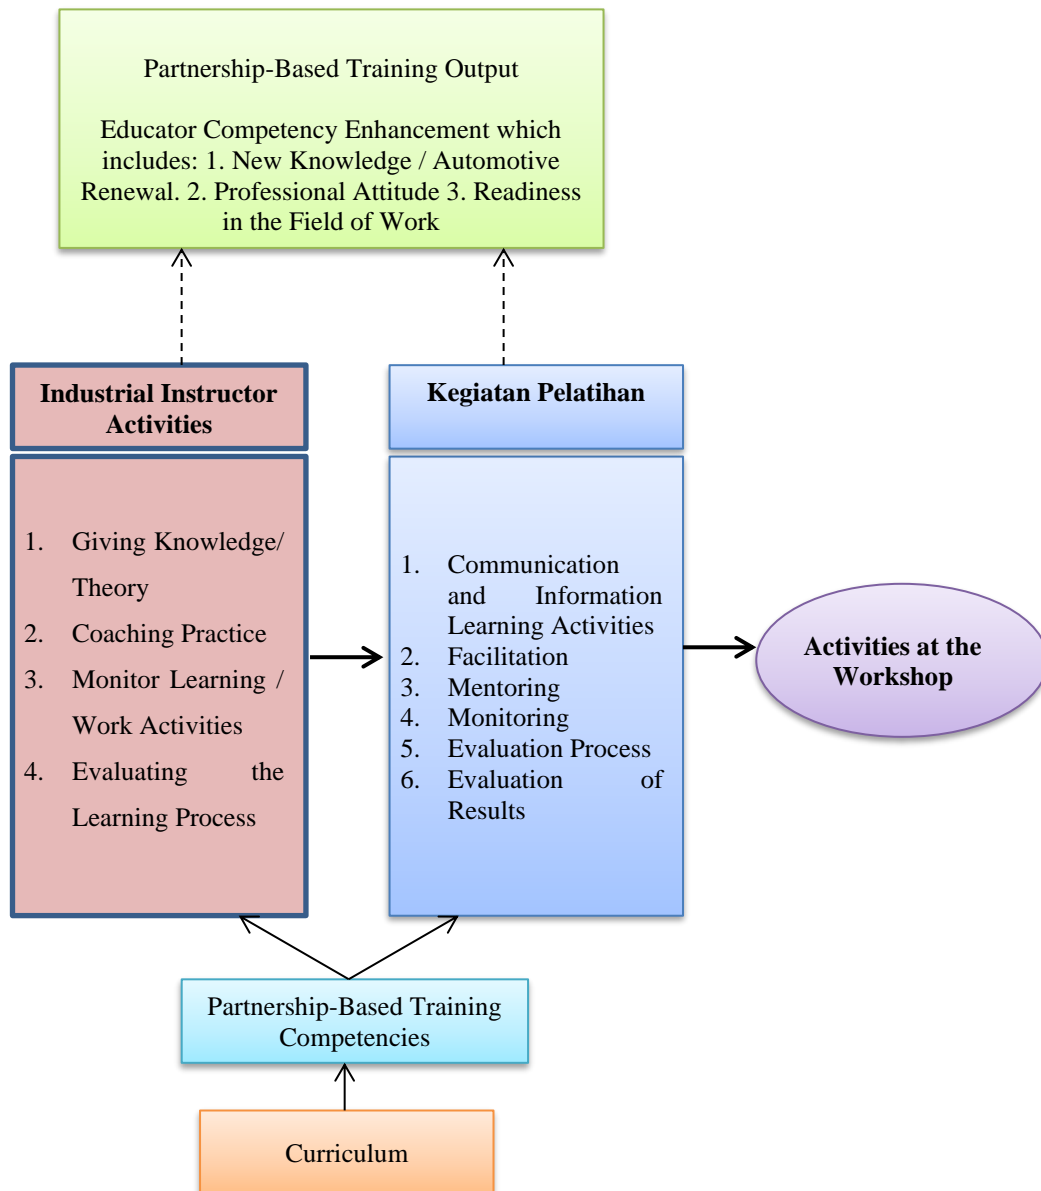 Partnership-Based Training Output
Educator Competency Enhancement which
includes: 1. New Knowledge / Automotive
Renewal. 2. Professional Attitude 3. Readiness
in the Field of Work
Industrial Instructor
Activities
1. Giving Knowledge/
Theory
2. Coaching Practice
3. Monitor Learning /
Work Activities
4. Evaluating the
Learning Process
Kegiatan Pelatihan
1. Communication
and Information
Learning Activities
2. Facilitation
3. Mentoring
4. Monitoring
5. Evaluation Process
6. Evaluation of
Results
Activities at the
Workshop
Partnership-Based Training
Competencies
Curriculum